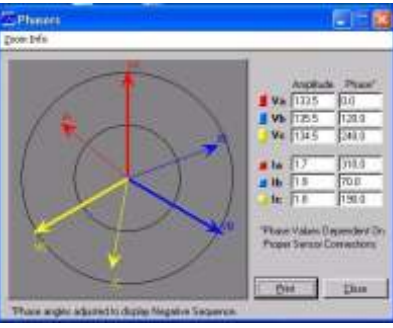 Phasors
Zoom Info
Amplitude Phase*
Va 133.5 0.0
Vb 135.5 120.0
Vc 134.5 240.0
Ia 1.7 310.0
Ib 1.9 70.0
Ic 1.8 190.0
*Phase Values Dependent On
Proper Sensor Connections
Print Close
*Phase angles adjusted to display Negative Sequence.